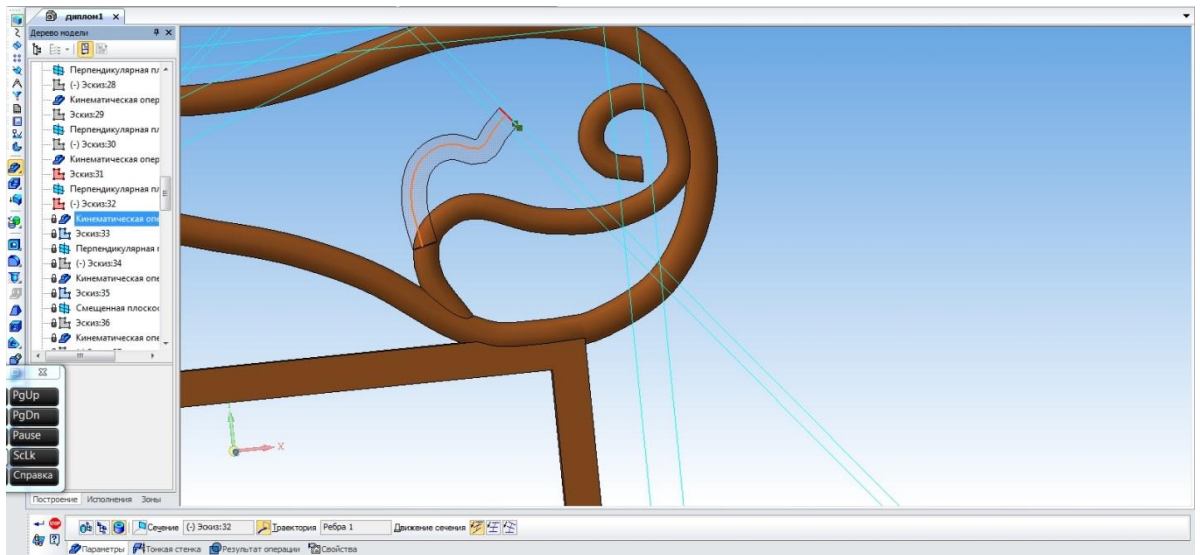 диплом1
Дерево модели
Перпендикулярная пл
(-) Эскиз:28
Кинематическая опер
Эскиз:29
Перпендикулярная пл
(-) Эскиз:30
Кинематическая опер
Эскиз:31
Перпендикулярная пл
(-) Эскиз:32
Кинематическая опе
Эскиз:33
Перпендикулярная г
(-) Эскиз:34
Кинематическая опе
Эскиз:35
Смещенная плоскос
Эскиз:36
Кинематическая опе
PgUp
PgDn
Pause
ScLk
Справка
X
Построение Исполнения Зоны
Сечение (-) Эскиз:32 Траектория Ребра 1 Движение сечения
Параметры Тонкая стенка Результат операции Свойства